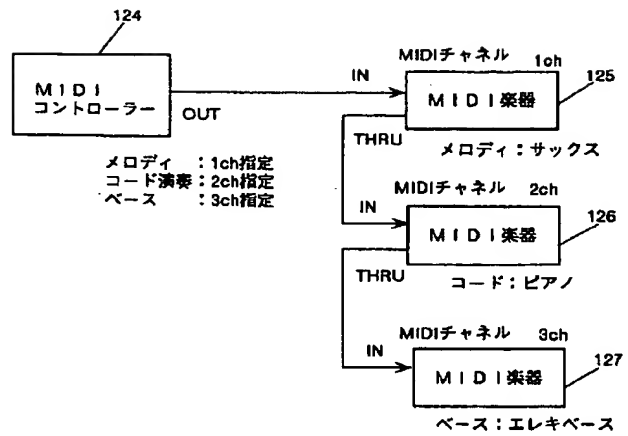 124
MIDI
コントローラー
OUT
メロディ ：1ch指定
コード演奏：2ch指定
ベース ：3ch指定
MIDIチャネル 1ch
IN
MIDI楽器
125
THRU
メロディ：サックス
MIDIチャネル 2ch
IN
MIDI楽器
126
THRU
コード：ピアノ
MIDIチャネル 3ch
IN
MIDI楽器
127
ベース：エレキベース